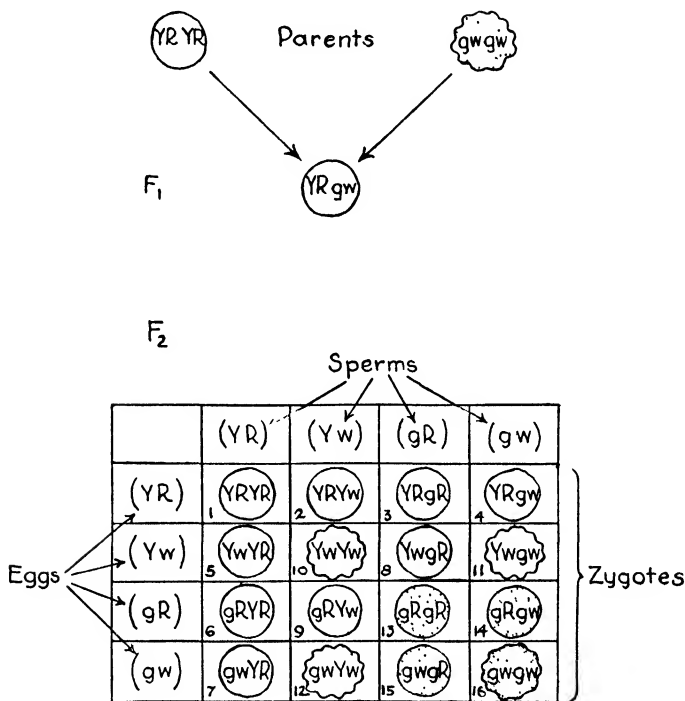 YR YR Parents gwgw
F1 YRgw
F2
Sperms
(YR) (Yw) (gR) (gw)
(YR) 1 YRYR 2 YRYw 3 YRgR 4 YRgw
(Yw) 5 YwYR 10 YwYw 8 YwgR 11 Ywgw
Eggs (gR) 6 gRYR 9 gRYw 13 gRgR 14 gRgw Zygotes
(gw) 7 gwYR 12 gwYw 15 gwgR 16 gwgw